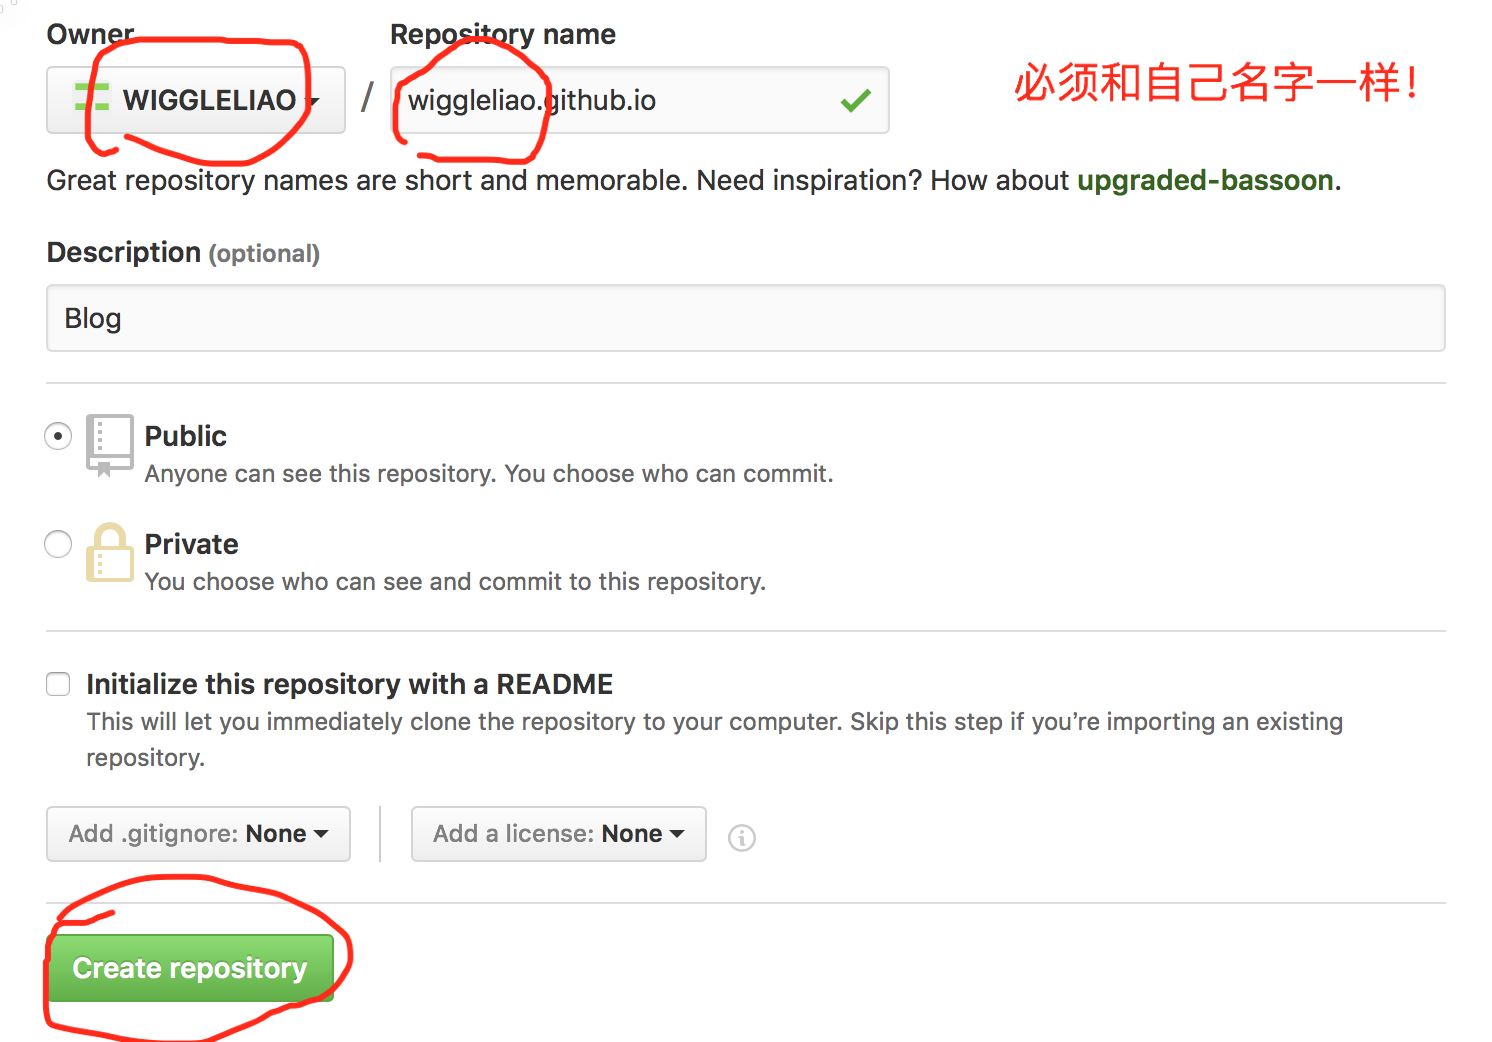 Owner
Repository name
WIGGLELIAO / wiggleliao.github.io
必须和自己名字一样！
Great repository names are short and memorable. Need inspiration? How about upgraded-bassoon.
Description (optional)
Blog
Public
Anyone can see this repository. You choose who can commit.
Private
You choose who can see and commit to this repository.
Initialize this repository with a README
This will let you immediately clone the repository to your computer. Skip this step if you’re importing an existing
repository.
Add .gitignore: None
Add a license: None
Create repository